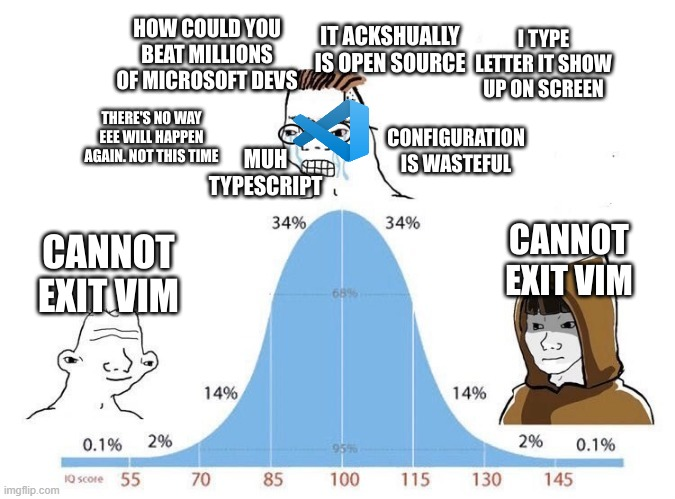 HOW COULD YOU
BEAT MILLIONS
OF MICROSOFT DEVS
IT ACKSHUALLY
IS OPEN SOURCE
I TYPE
LETTER IT SHOW
UP ON SCREEN
THERE'S NO WAY
EEE WILL HAPPEN
AGAIN. NOT THIS TIME
MUH
TYPESCRIPT
CONFIGURATION
IS WASTEFUL
CANNOT
EXIT VIM
CANNOT
EXIT VIM
34% 34%
68%
14% 14%
95%
0.1% 2% 2% 0.1%
IQ score 55 70 85 100 115 130 145
imgflip.com